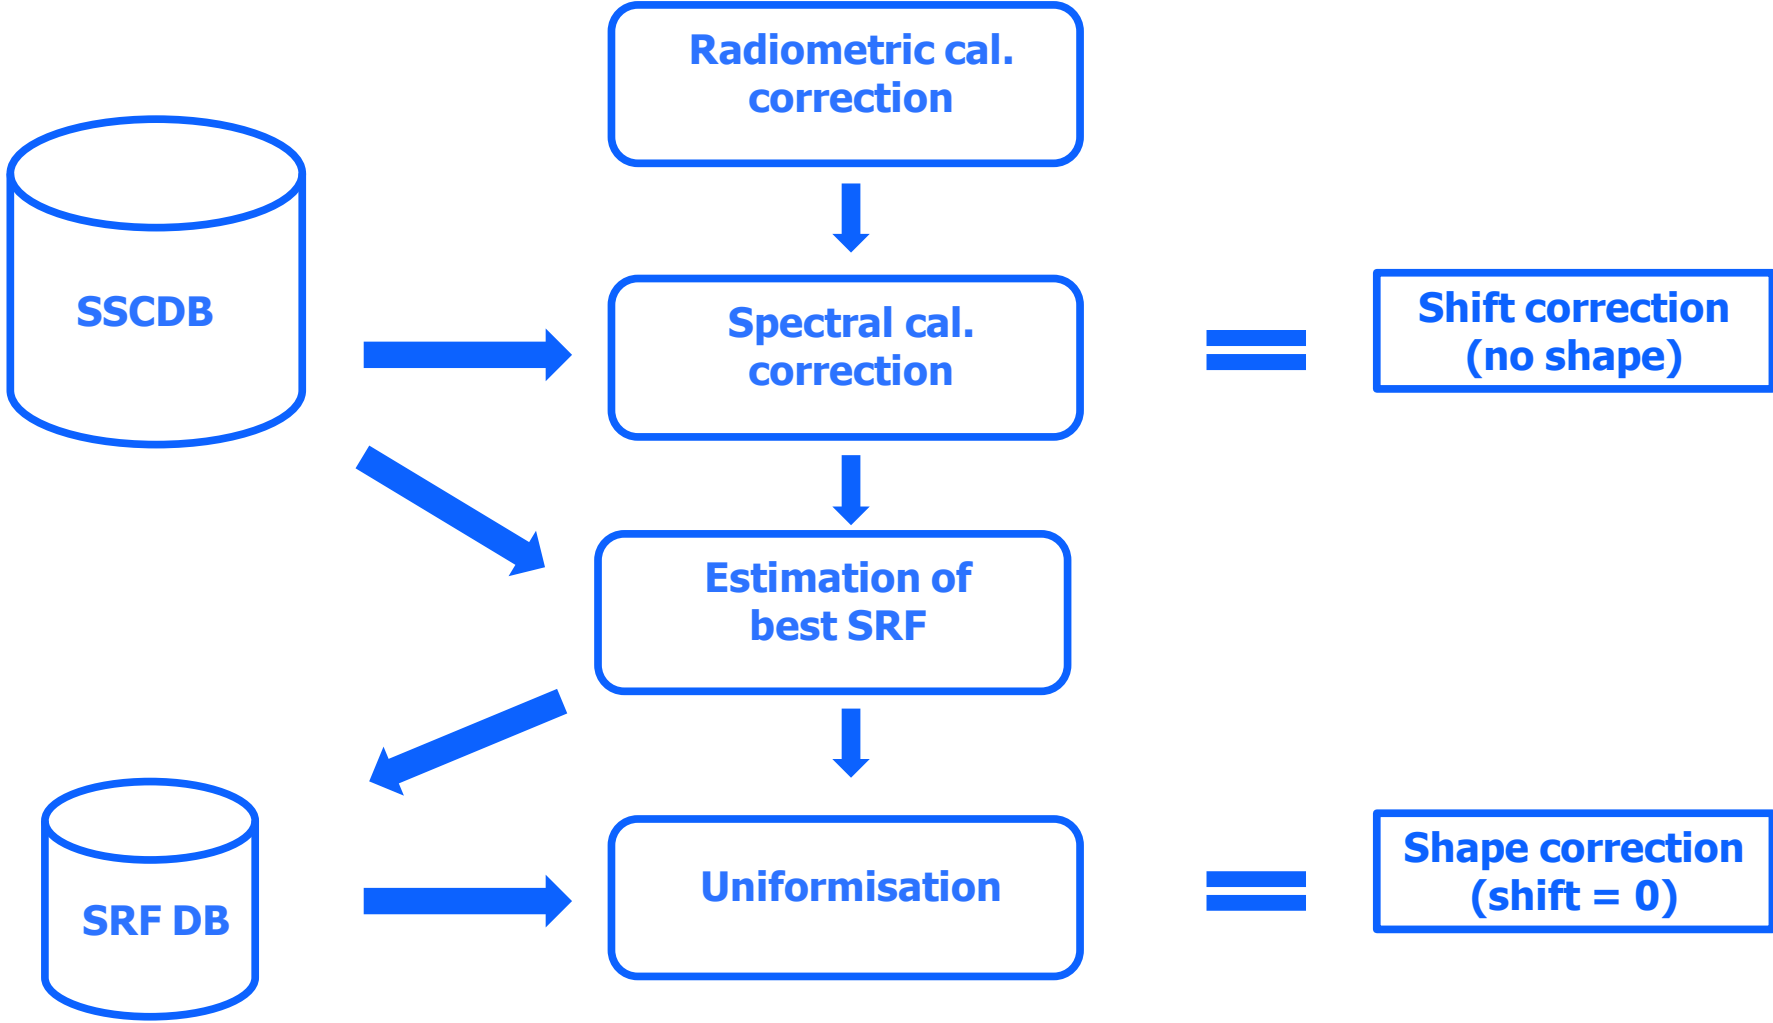 Radiometric cal.
correction
SSCDB
Spectral cal.
correction
Shift correction
(no shape)
Estimation of
best SRF
SRF DB
Uniformisation
Shape correction
(shift = 0)